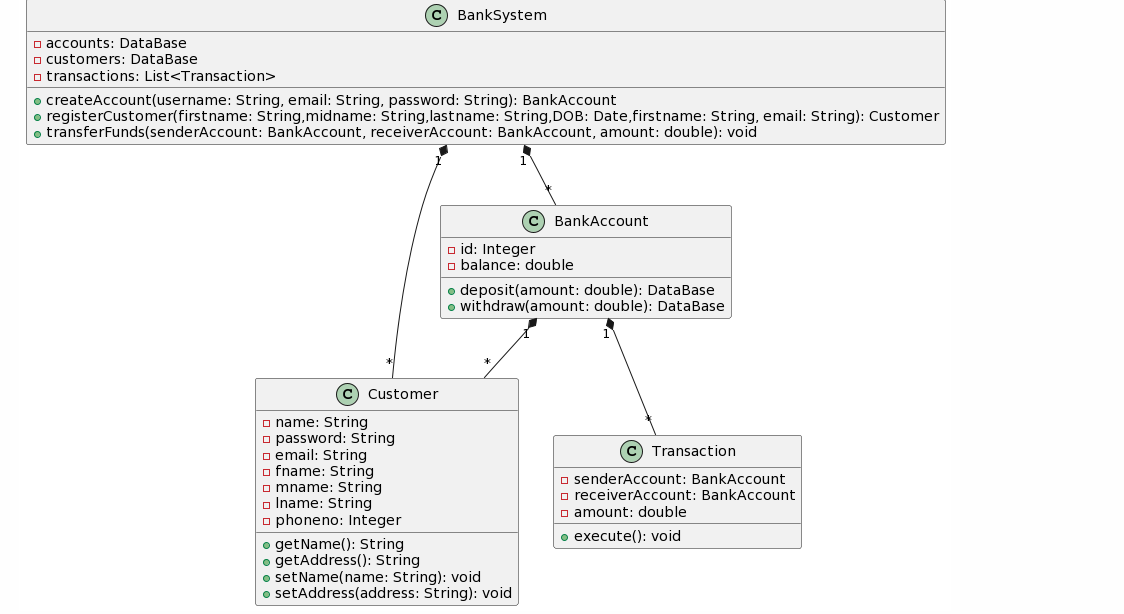 C BankSystem
accounts: DataBase
customers: DataBase
transactions: List<Transaction>
createAccount(username: String, email: String, password: String): BankAccount
registerCustomer(firstname: String,midname: String,lastname: String,DOB: Date,firstname: String, email: String): Customer
transferFunds(senderAccount: BankAccount, receiverAccount: BankAccount, amount: double): void
1 1
*
C BankAccount
id: Integer
balance: double
deposit(amount: double): DataBase
withdraw(amount: double): DataBase
1 1
* *
C Customer
name: String
password: String
email: String
fname: String
mname: String
lname: String
phoneno: Integer
getName(): String
getAddress(): String
setName(name: String): void
setAddress(address: String): void
*
C Transaction
senderAccount: BankAccount
receiverAccount: BankAccount
amount: double
execute(): void